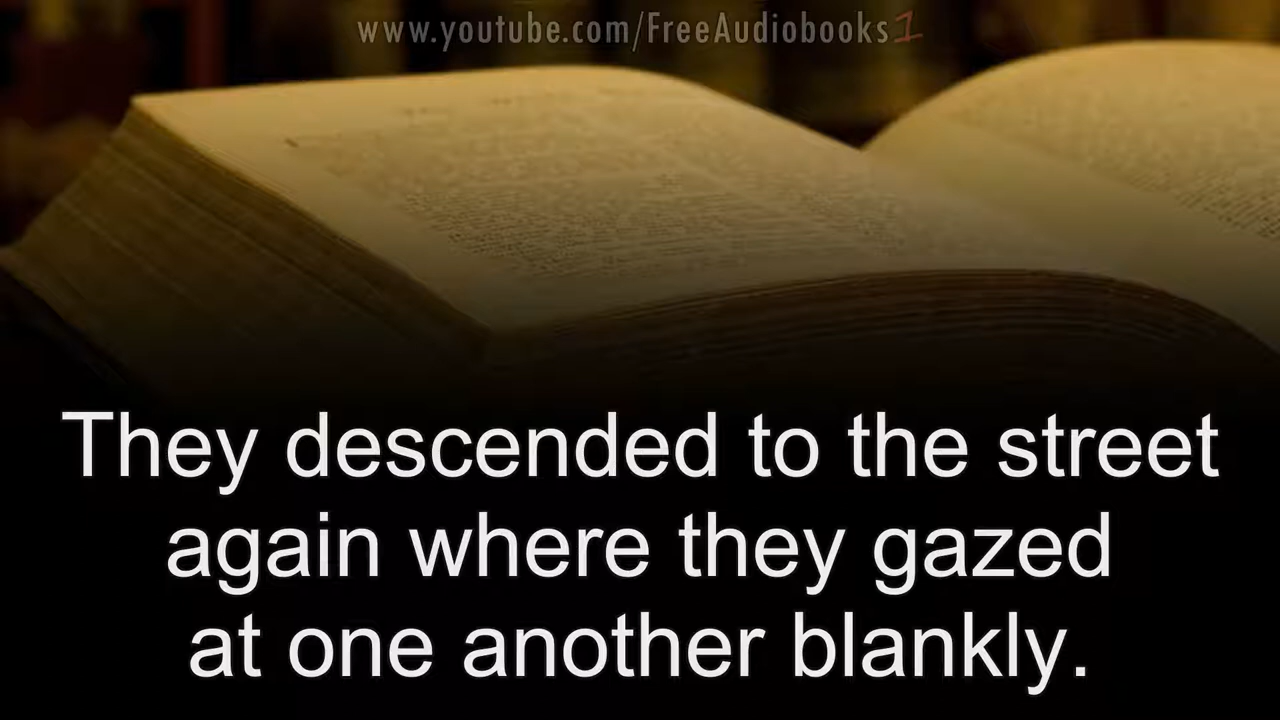 www.youtube.com/FreeAudiobooks1
They descended to the street
again where they gazed
at one another blankly.